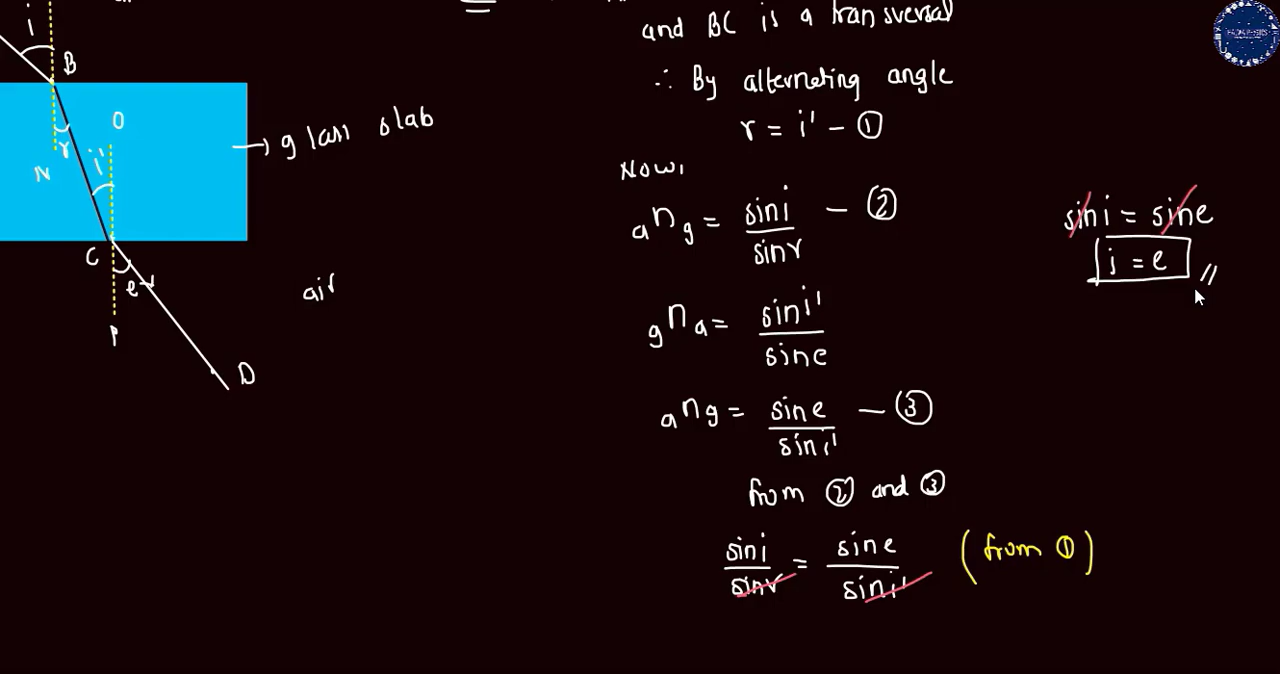 i
B
O
r
i'
N
→ glass slab
C
e
air
P
D
and BC is a transversal
∴ By alternating angle
r = i' - ①
Now,
ang = sini / sinr - ②
gna = sini' / sine
ang = sine / sini' - ③
from ② and ③
sini / sinr = sine / sini' (from ①)
sini = sine
i = e //